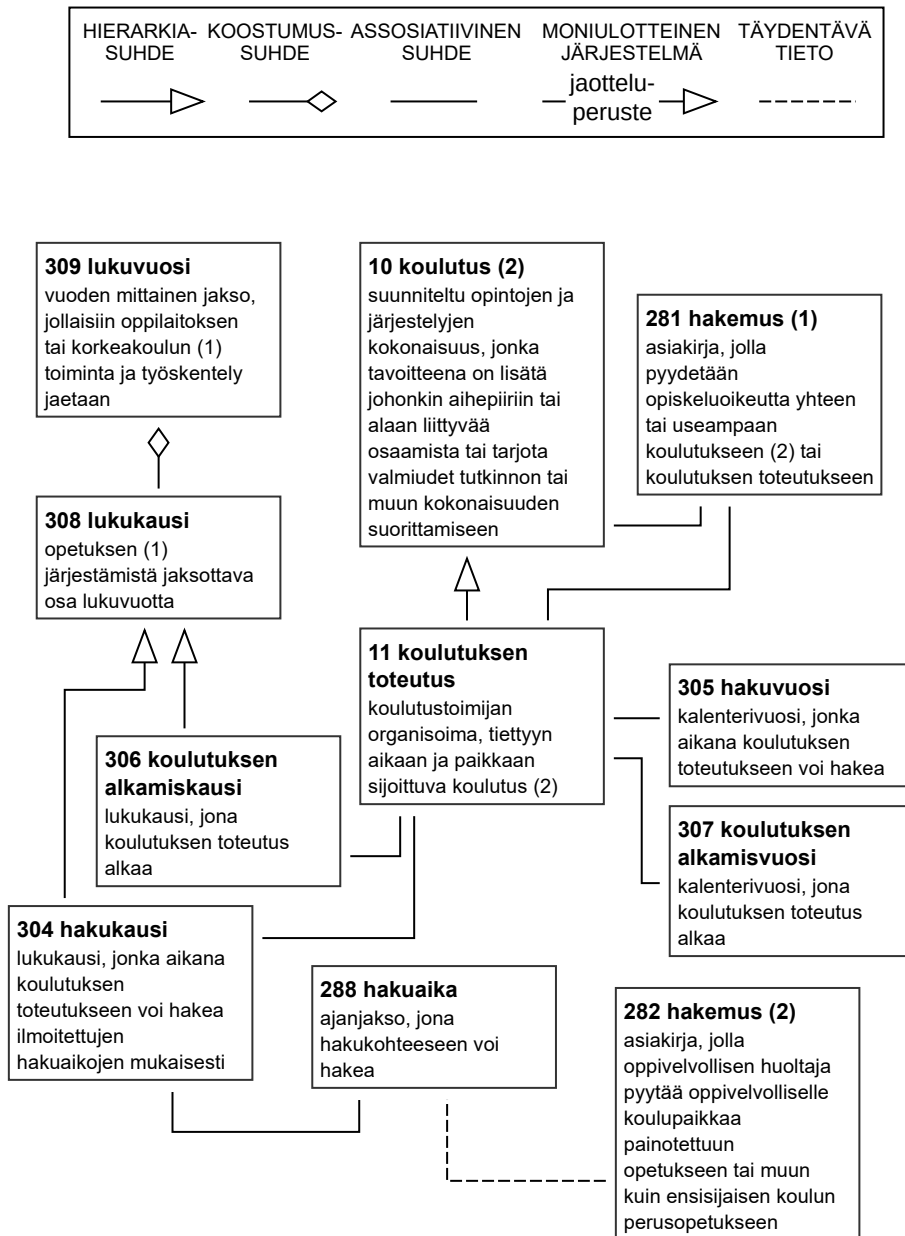 HIERARKIA-
SUHDE
KOOSTUMUS-
SUHDE
ASSOSIATIIVINEN
SUHDE
MONIULOTTEINEN
JÄRJESTELMÄ
jaottelu-
peruste
TÄYDENTÄVÄ
TIETO
309 lukuvuosi
vuoden mittainen jakso,
jollaisiin oppilaitoksen
tai korkeakoulun (1)
toiminta ja työskentely
jaetaan
10 koulutus (2)
suunniteltu opintojen ja
järjestelyjen
kokonaisuus, jonka
tavoitteena on lisätä
johonkin aihepiiriin tai
alaan liittyvää
osaamista tai tarjota
valmiudet tutkinnon tai
muun kokonaisuuden
suorittamiseen
281 hakemus (1)
asiakirja, jolla
pyydetään
opiskeluoikeutta yhteen
tai useampaan
koulutukseen (2) tai
koulutuksen toteutukseen
308 lukukausi
opetuksen (1)
järjestämistä jaksottava
osa lukuvuotta
11 koulutuksen
toteutus
koulutustoimijan
organisoima, tiettyyn
aikaan ja paikkaan
sijoittuva koulutus (2)
305 hakuvuosi
kalenterivuosi, jonka
aikana koulutuksen
toteutukseen voi hakea
306 koulutuksen
alkamiskausi
lukukausi, jona
koulutuksen toteutus
alkaa
307 koulutuksen
alkamisvuosi
kalenterivuosi, jona
koulutuksen toteutus
alkaa
304 hakukausi
lukukausi, jonka aikana
koulutuksen
toteutukseen voi hakea
ilmoitettujen
hakuaikojen mukaisesti
288 hakuaika
ajanjakso, jona
hakukohteeseen voi
hakea
282 hakemus (2)
asiakirja, jolla
oppivelvollisen huoltaja
pyytää oppivelvolliselle
koulupaikkaa
painotettuun
opetukseen tai muun
kuin ensisijaisen koulun
perusopetukseen